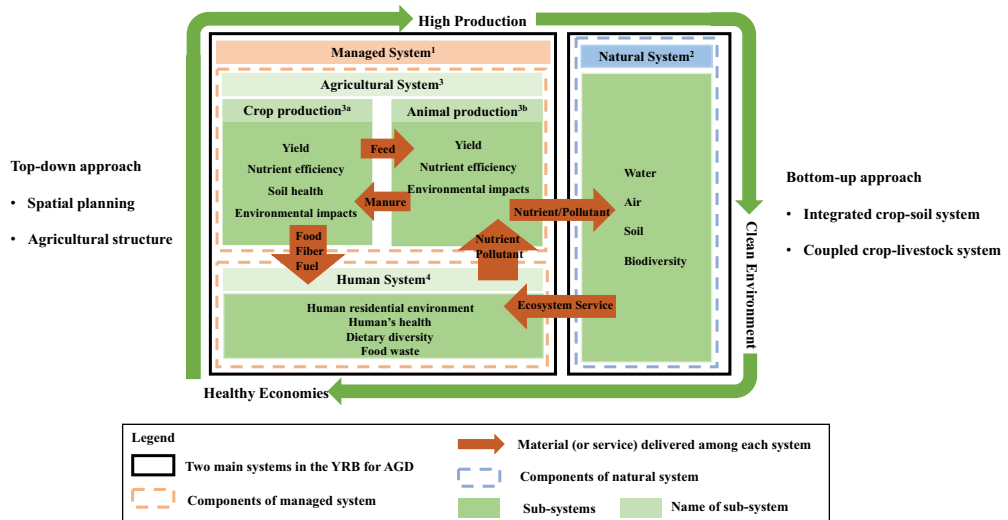 High Production
Managed System¹
Natural System²
Agricultural System³
Crop production³ᵃ
Animal production³ᵇ
Yield
Nutrient efficiency
Soil health
Environmental impacts
Feed
Manure
Yield
Nutrient efficiency
Environmental impacts
Nutrient/Pollutant
Water
Air
Soil
Biodiversity
Food
Fiber
Fuel
Nutrient
Pollutant
Human System⁴
Human residential environment
Human's health
Dietary diversity
Food waste
Ecosystem Service
Top-down approach
• Spatial planning
• Agricultural structure
Clean Environment
Bottom-up approach
• Integrated crop-soil system
• Coupled crop-livestock system
Healthy Economies
Legend
Two main systems in the YRB for AGD
Components of managed system
Material (or service) delivered among each system
Components of natural system
Sub-systems
Name of sub-system